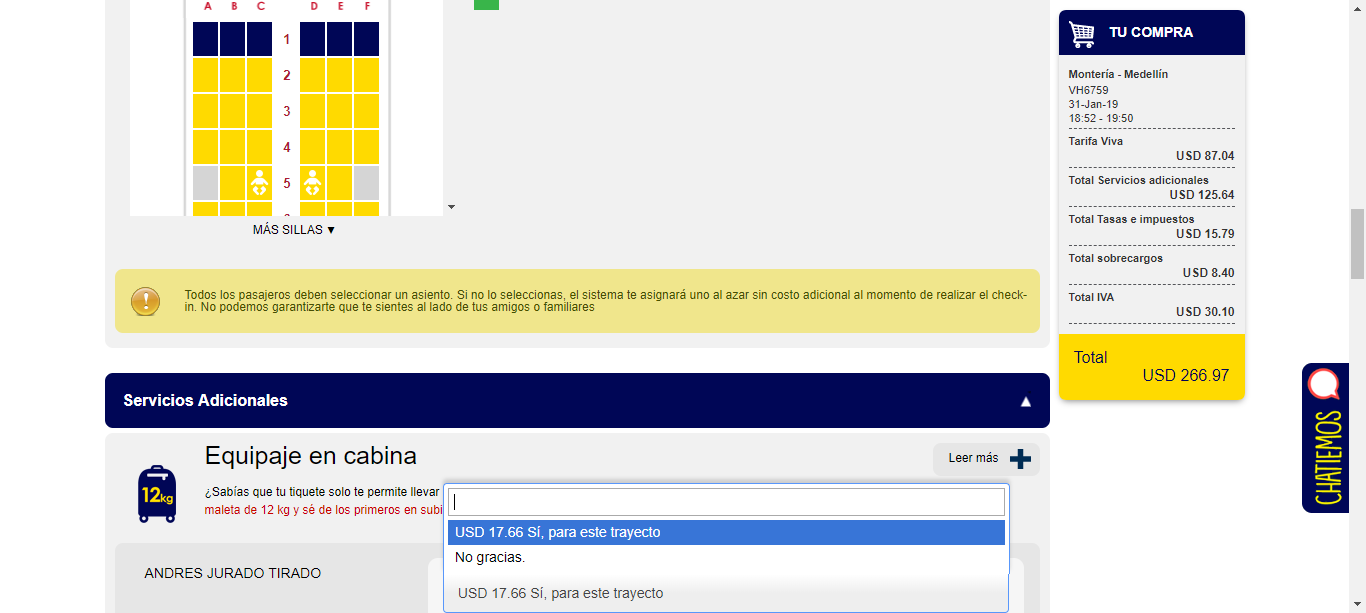 A B C D E F
1
2
3
4
5
MÁS SILLAS ▼
Todos los pasajeros deben seleccionar un asiento. Si no lo seleccionas, el sistema te asignará uno al azar sin costo adicional al momento de realizar el check-
in. No podemos garantizarte que te sientes al lado de tus amigos o familiares
Servicios Adicionales
Equipaje en cabina
Leer más
12kg
¿Sabías que tu tiquete solo te permite llevar
maleta de 12 kg y sé de los primeros en subi
USD 17.66 Sí, para este trayecto
No gracias.
ANDRES JURADO TIRADO
USD 17.66 Sí, para este trayecto
TU COMPRA
Montería - Medellín
VH6759
31-Jan-19
18:52 - 19:50
Tarifa Viva
USD 87.04
Total Servicios adicionales
USD 125.64
Total Tasas e impuestos
USD 15.79
Total sobrecargos
USD 8.40
Total IVA
USD 30.10
Total
USD 266.97
CHATIEMOS